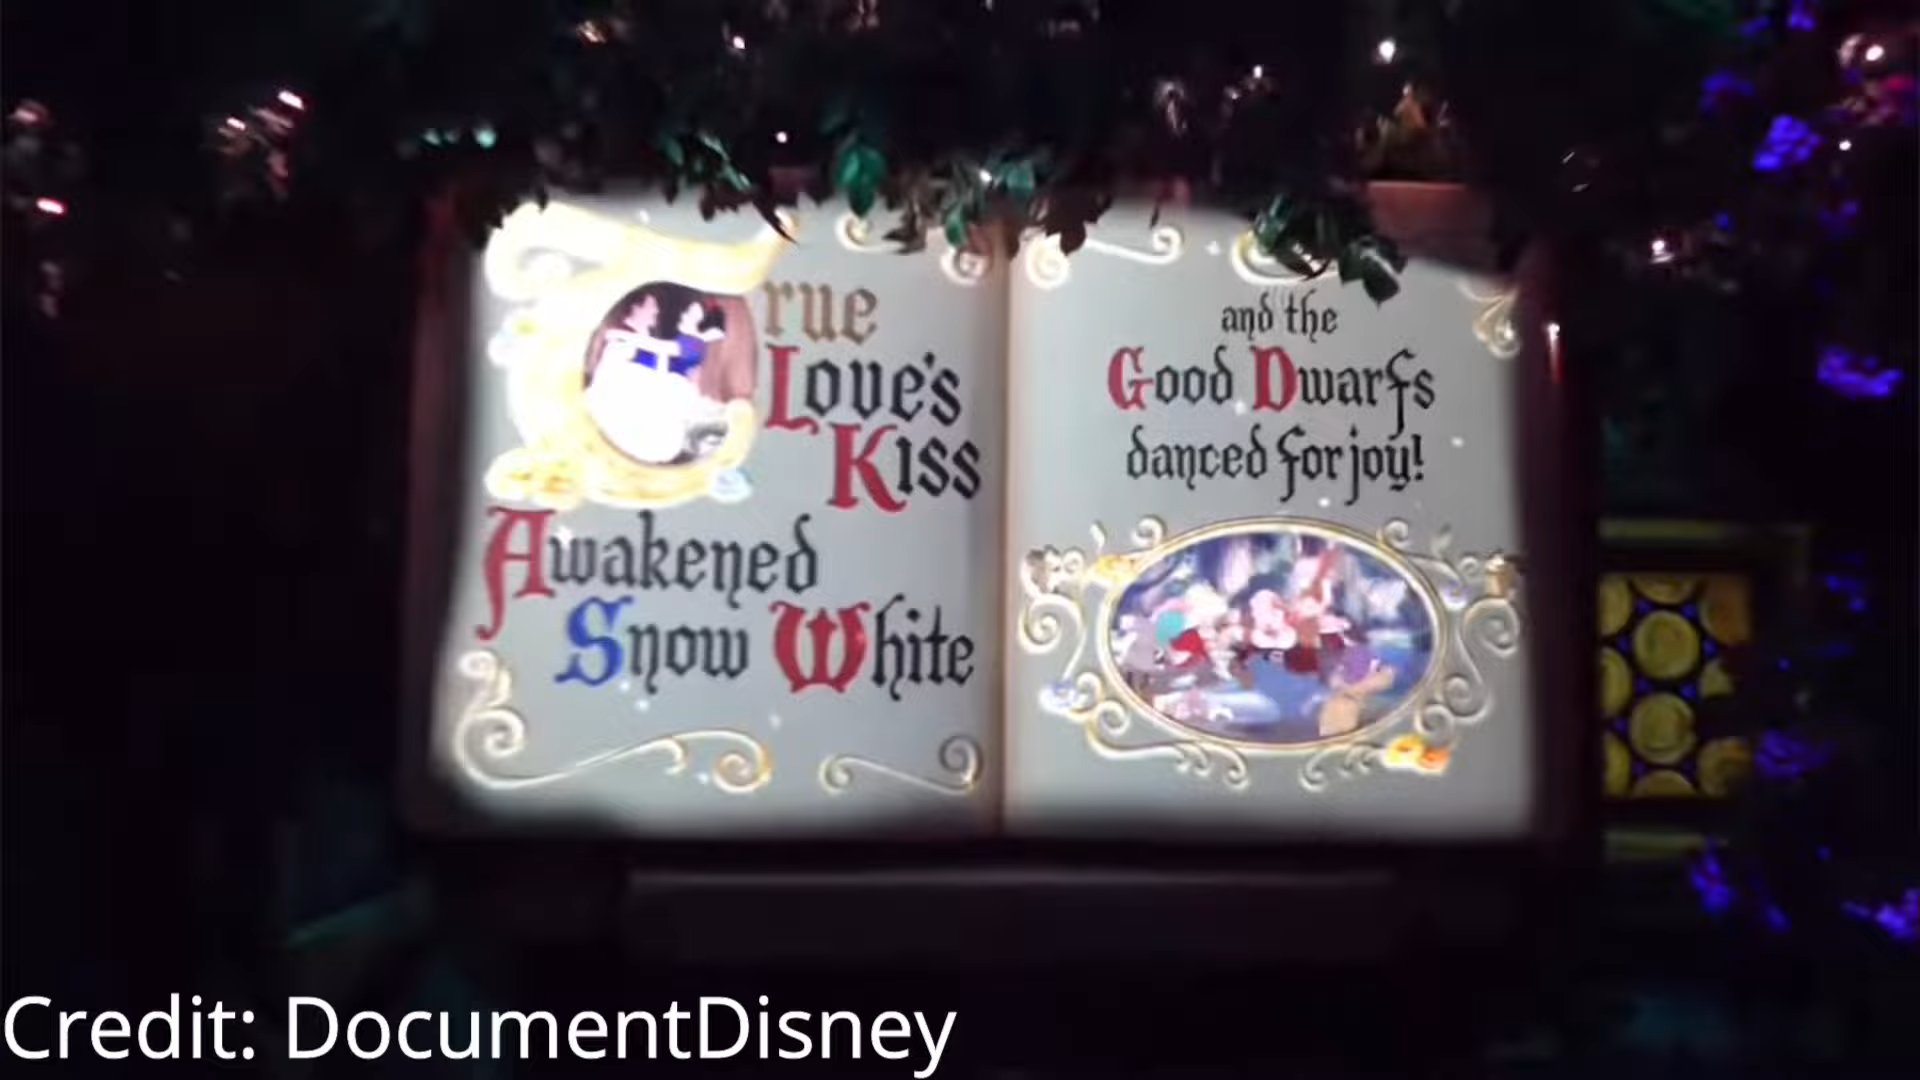 True
Love's
Kiss
Awakened
Snow White
and the
Good Dwarfs
danced for joy!
Credit: DocumentDisney